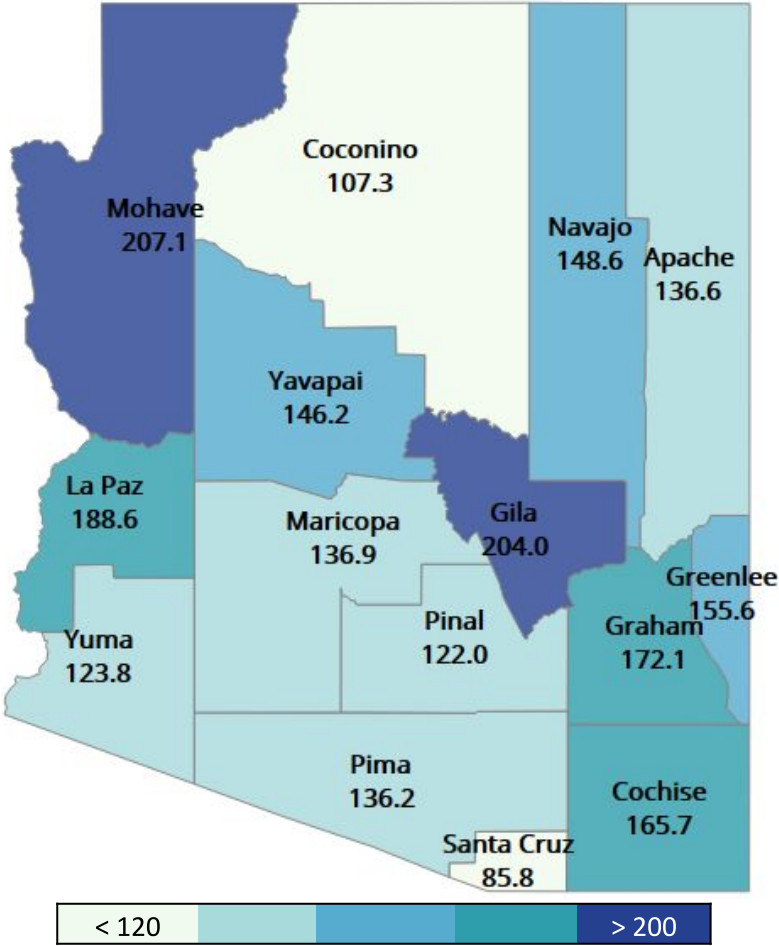 Coconino
107.3
Mohave
207.1
Navajo
148.6
Apache
136.6
Yavapai
146.2
La Paz
188.6
Maricopa
136.9
Gila
204.0
Greenlee
155.6
Graham
172.1
Pinal
122.0
Yuma
123.8
Pima
136.2
Cochise
165.7
Santa Cruz
85.8
< 120
> 200